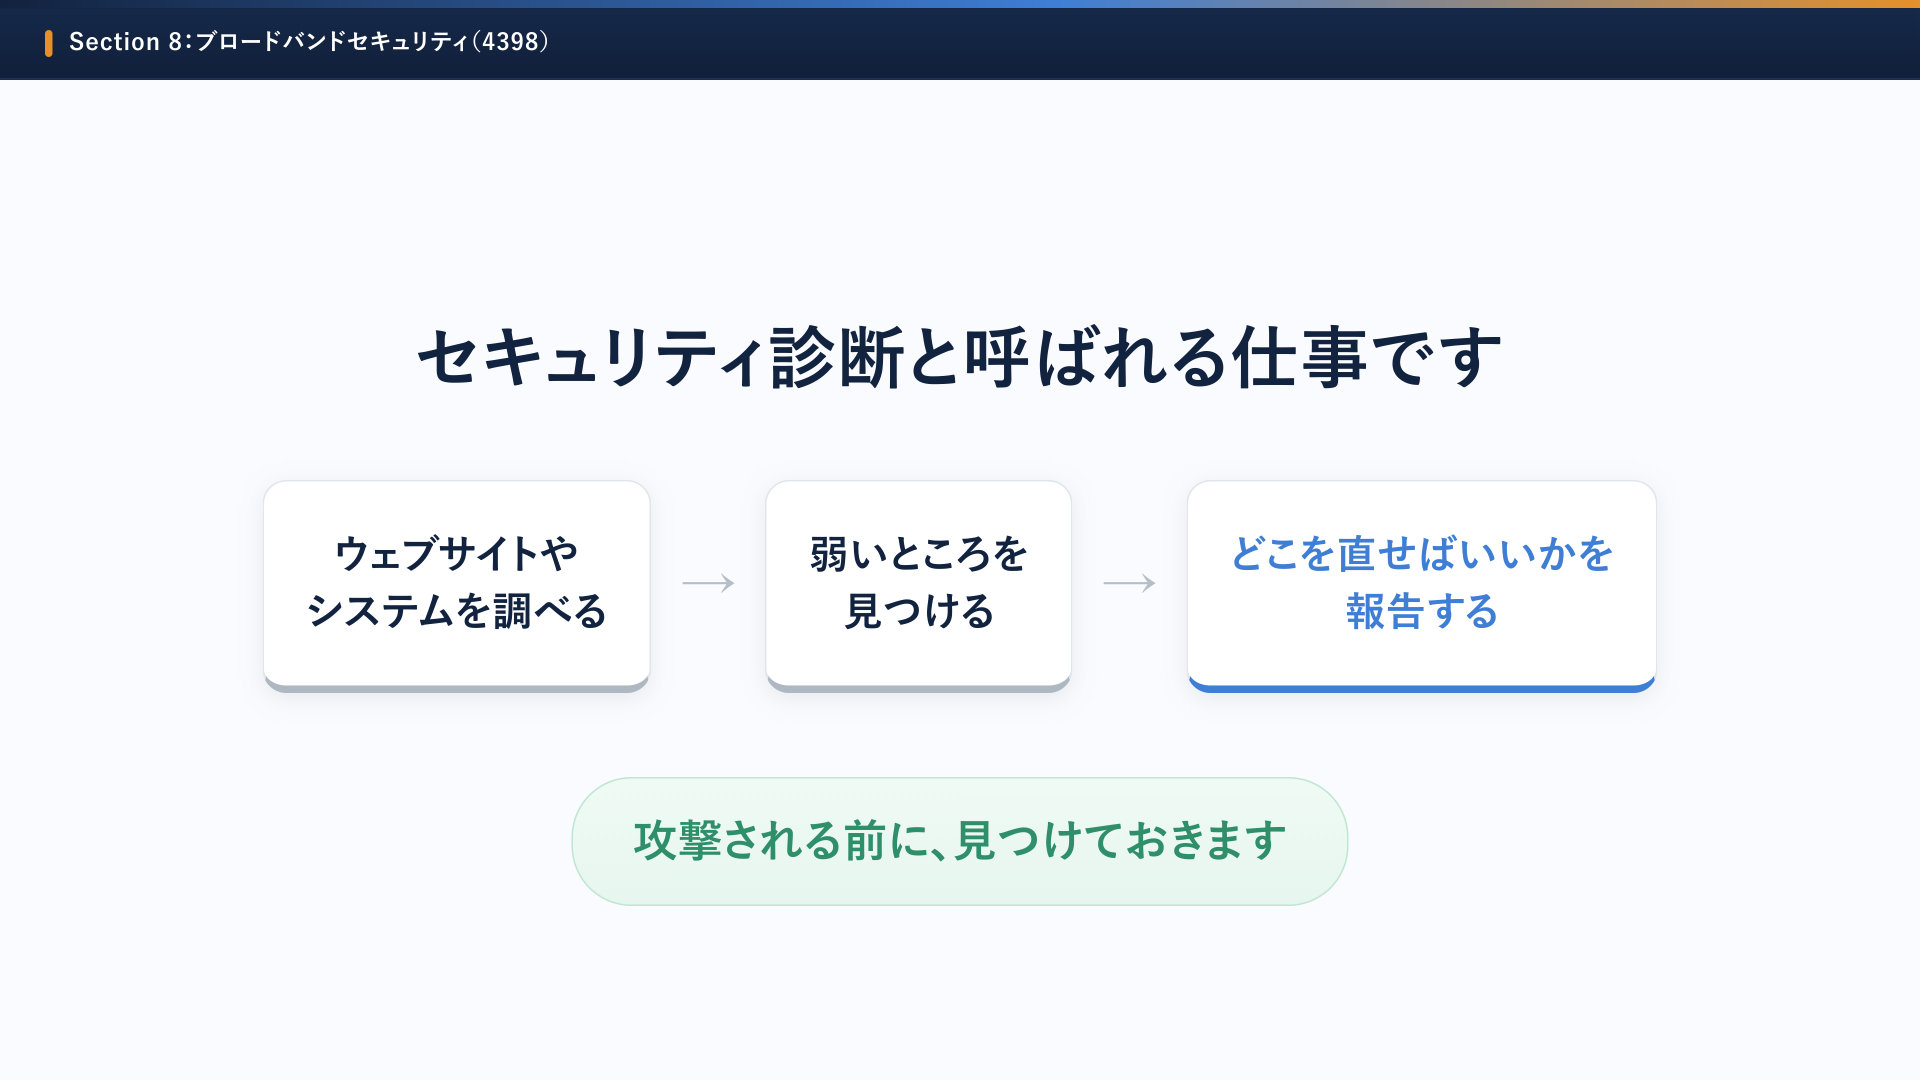 Section 8：ブロードバンドセキュリティ（4398）
セキュリティ診断と呼ばれる仕事です
ウェブサイトや
システムを調べる
→
弱いところを
見つける
→
どこを直せばいいかを
報告する
攻撃される前に、見つけておきます